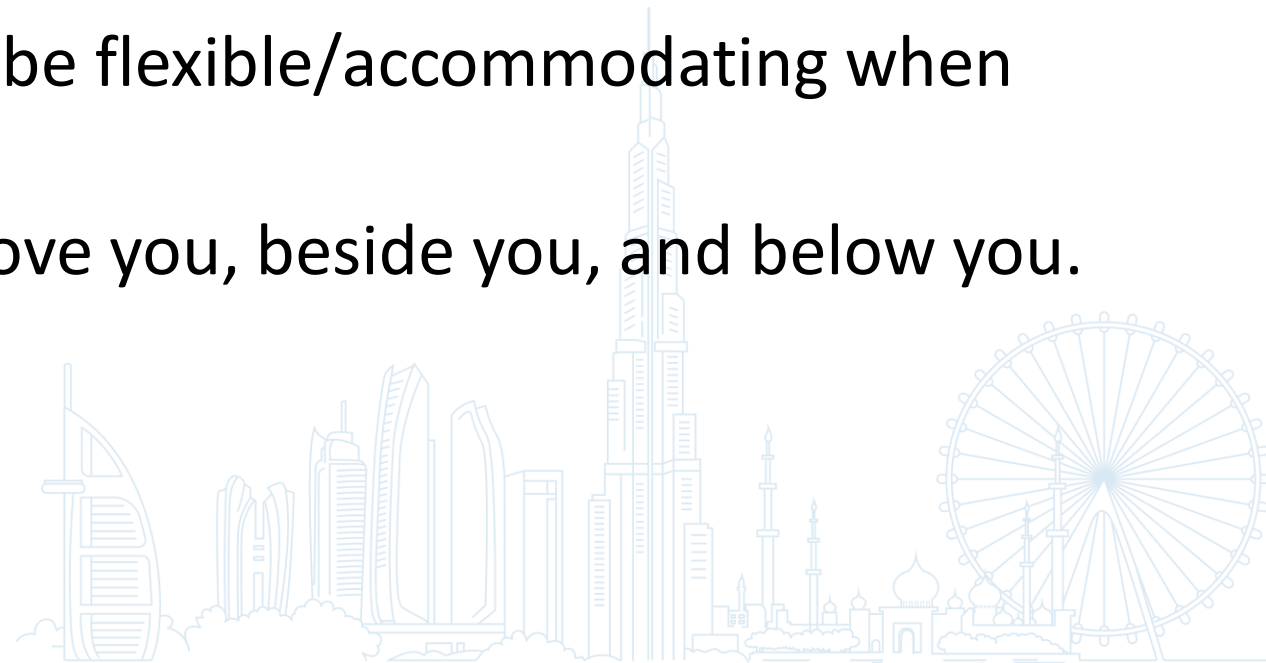 be flexible/accommodating when
ove you, beside you, and below you.